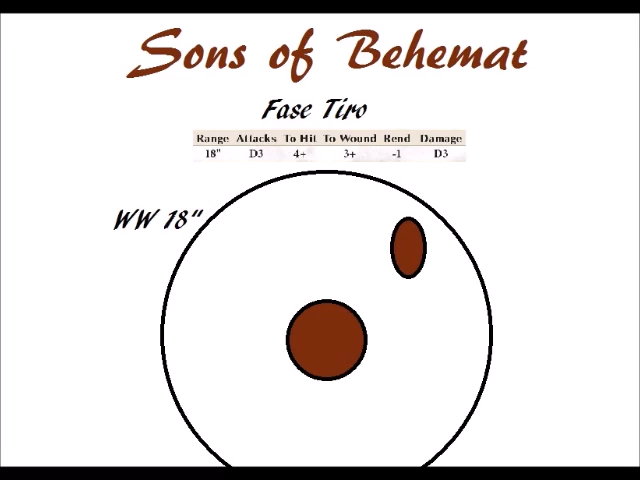 Sons of Behemat
Fase Tiro
Range Attacks To Hit To Wound Rend Damage
18" D3 4+ 3+ -1 D3
WW 18"